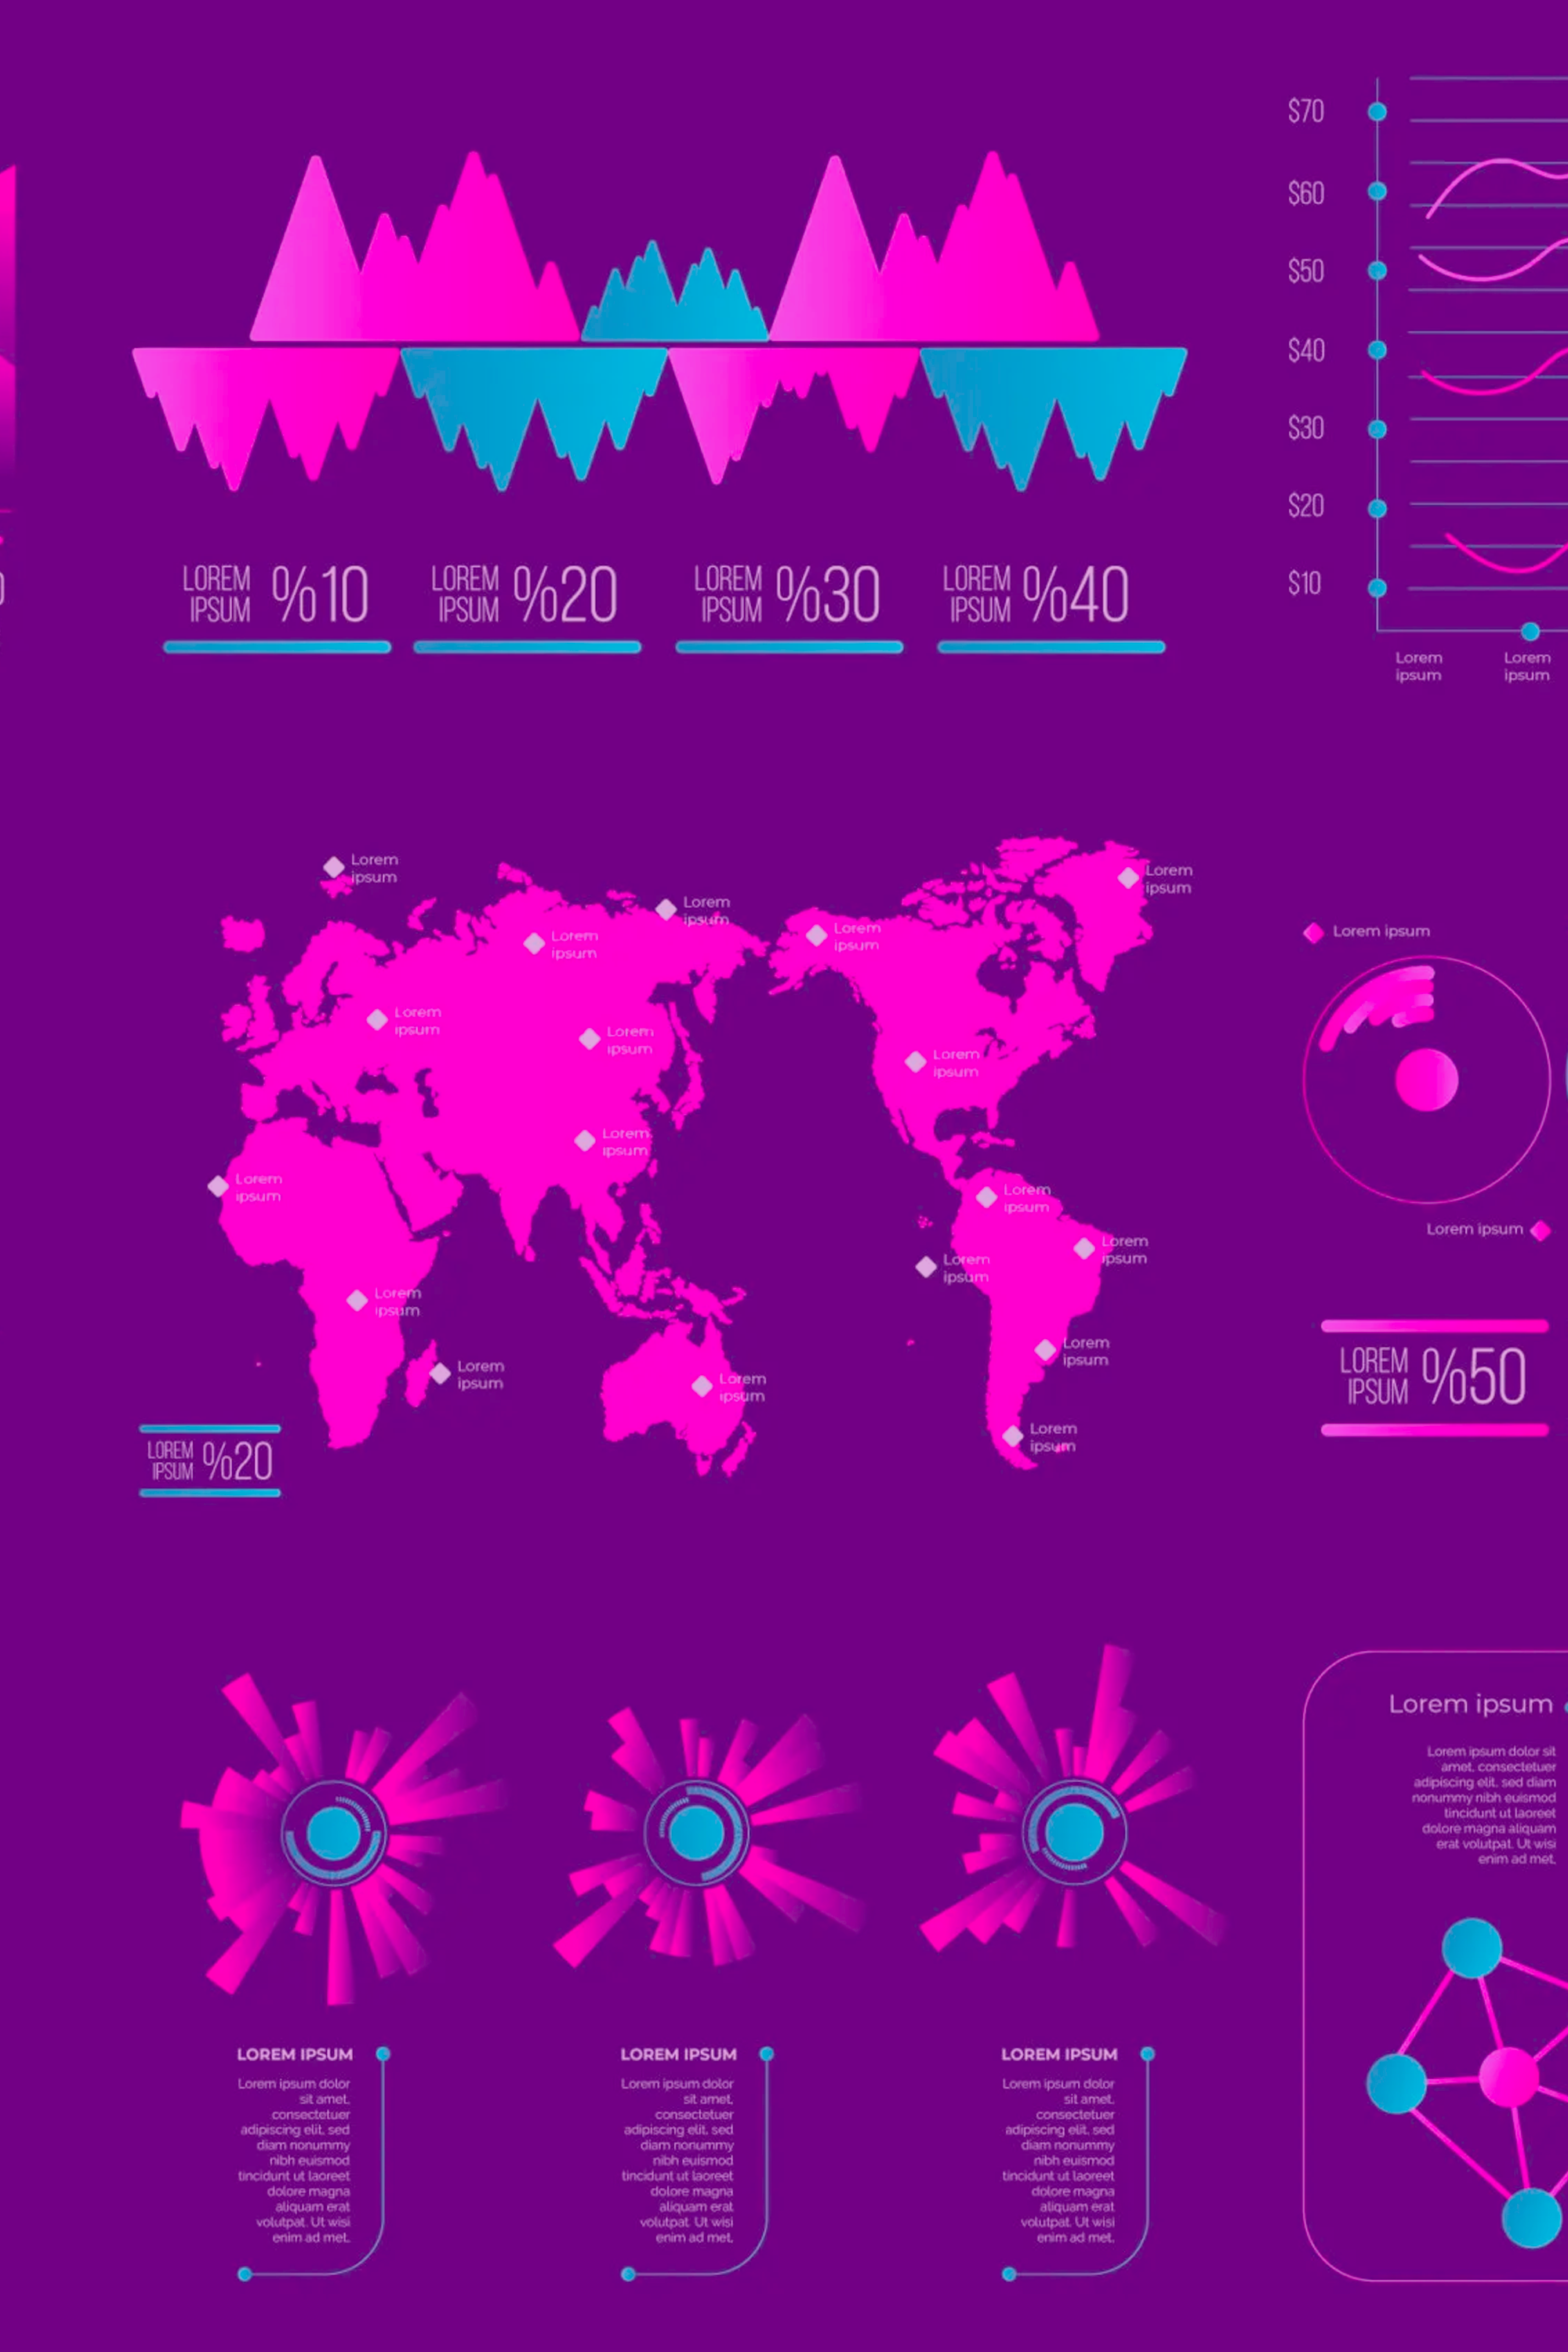 LOREM
IPSUM
%10
LOREM
IPSUM
%20
LOREM
IPSUM
%30
LOREM
IPSUM
%40
$70
$60
$50
$40
$30
$20
$10
Lorem
ipsum
Lorem
ipsum
Lorem
ipsum
Lorem
ipsum
Lorem
ipsum
Lorem
ipsum
Lorem
ipsum
Lorem
ipsum
Lorem
ipsum
Lorem
ipsum
Lorem
ipsum
Lorem
ipsum
Lorem
ipsum
Lorem
ipsum
Lorem
ipsum
Lorem
ipsum
Lorem
ipsum
Lorem
ipsum
Lorem
ipsum
Lorem
ipsum
Lorem
ipsum
LOREM
IPSUM
%20
Lorem ipsum
Lorem ipsum
LOREM
IPSUM
%50
LOREM IPSUM
Lorem ipsum dolor
sit amet,
consectetuer
adipiscing elit, sed
diam nonummy
nibh euismod
tincidunt ut laoreet
dolore magna
aliquam erat
volutpat. Ut wisi
enim ad met,
LOREM IPSUM
Lorem ipsum dolor
sit amet,
consectetuer
adipiscing elit, sed
diam nonummy
nibh euismod
tincidunt ut laoreet
dolore magna
aliquam erat
volutpat. Ut wisi
enim ad met,
LOREM IPSUM
Lorem ipsum dolor
sit amet,
consectetuer
adipiscing elit, sed
diam nonummy
nibh euismod
tincidunt ut laoreet
dolore magna
aliquam erat
volutpat. Ut wisi
enim ad met,
Lorem ipsum
Lorem ipsum dolor sit
amet, consectetuer
adipiscing elit, sed diam
nonummy nibh euismod
tincidunt ut laoreet
dolore magna aliquam
erat volutpat. Ut wisi
enim ad met,